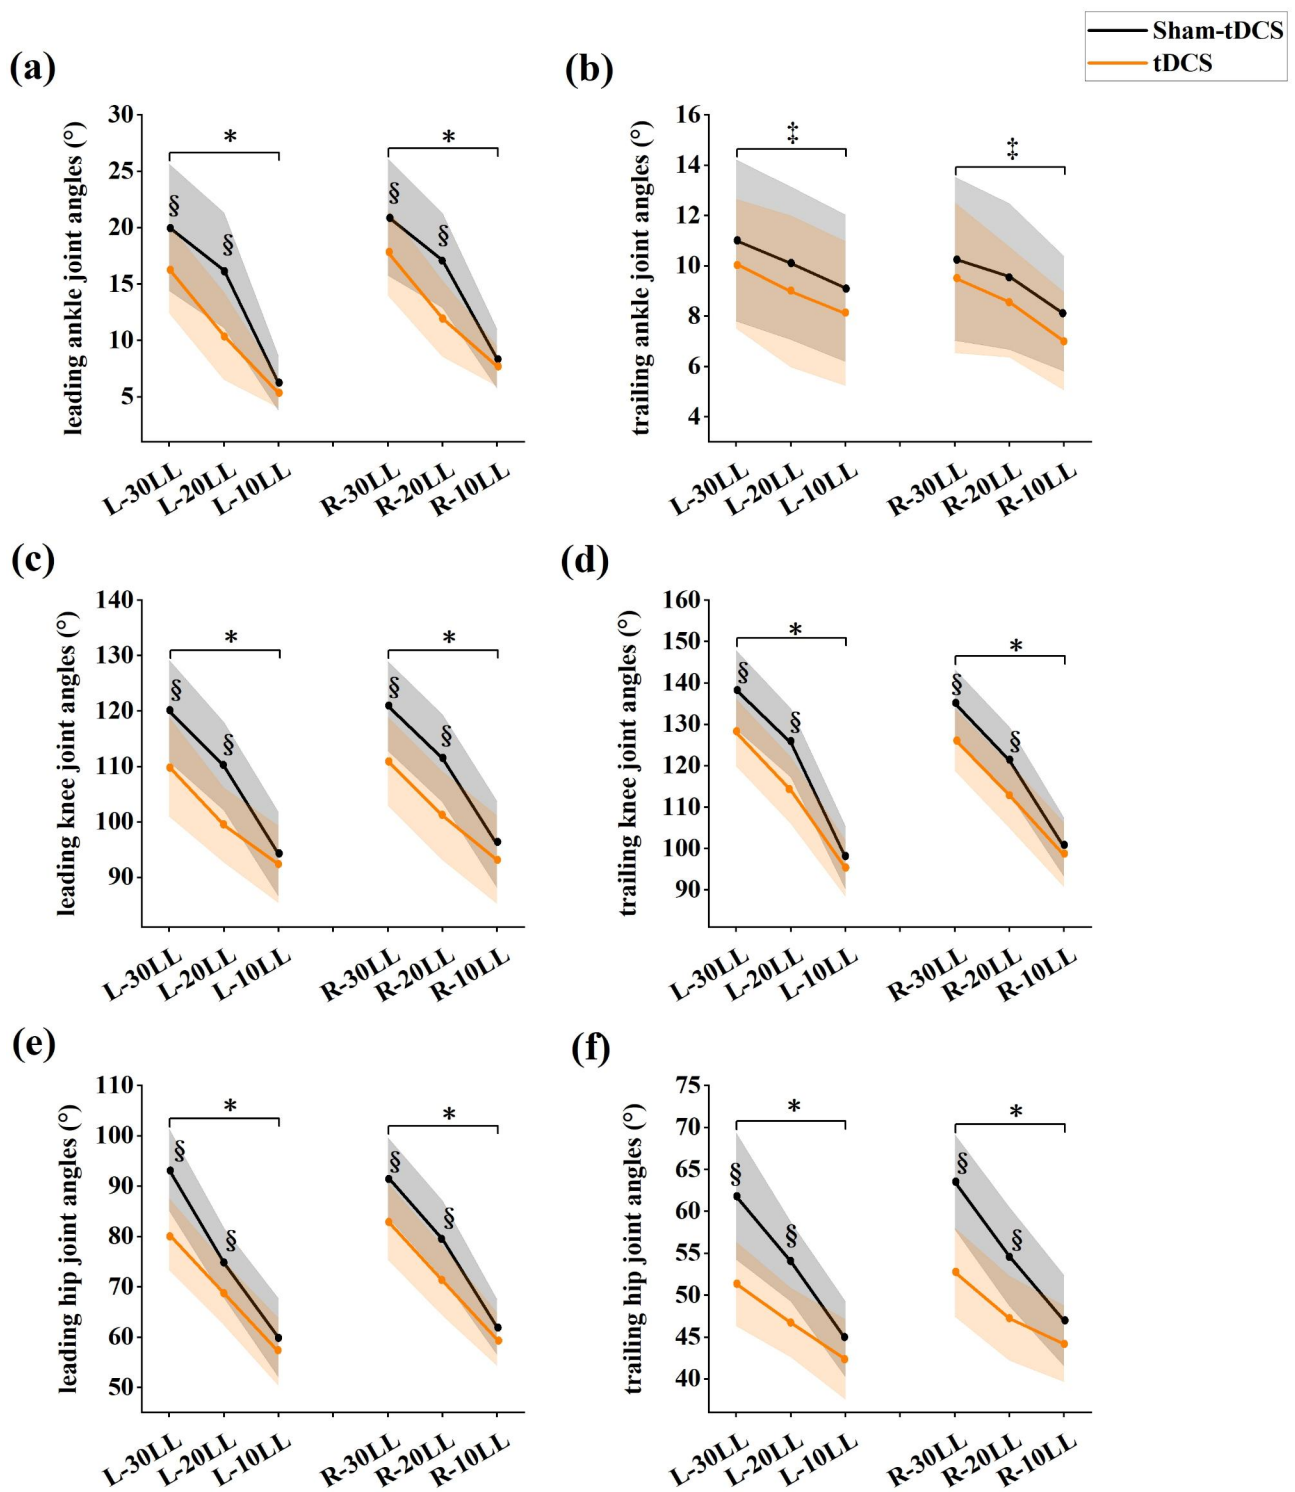 Sham-tDCS
tDCS
(a)
leading ankle joint angles (°)
30
25
20
15
10
5
*
*
§
§
§
§
L-30LL
L-20LL
L-10LL
R-30LL
R-20LL
R-10LL
(b)
trailing ankle joint angles (°)
16
14
12
10
8
6
4
‡
‡
L-30LL
L-20LL
L-10LL
R-30LL
R-20LL
R-10LL
(c)
leading knee joint angles (°)
140
130
120
110
100
90
*
*
§
§
§
§
L-30LL
L-20LL
L-10LL
R-30LL
R-20LL
R-10LL
(d)
trailing knee joint angles (°)
160
150
140
130
120
110
100
90
*
*
§
§
§
§
L-30LL
L-20LL
L-10LL
R-30LL
R-20LL
R-10LL
(e)
leading hip joint angles (°)
110
100
90
80
70
60
50
*
*
§
§
§
§
L-30LL
L-20LL
L-10LL
R-30LL
R-20LL
R-10LL
(f)
trailing hip joint angles (°)
75
70
65
60
55
50
45
40
*
*
§
§
§
§
L-30LL
L-20LL
L-10LL
R-30LL
R-20LL
R-10LL